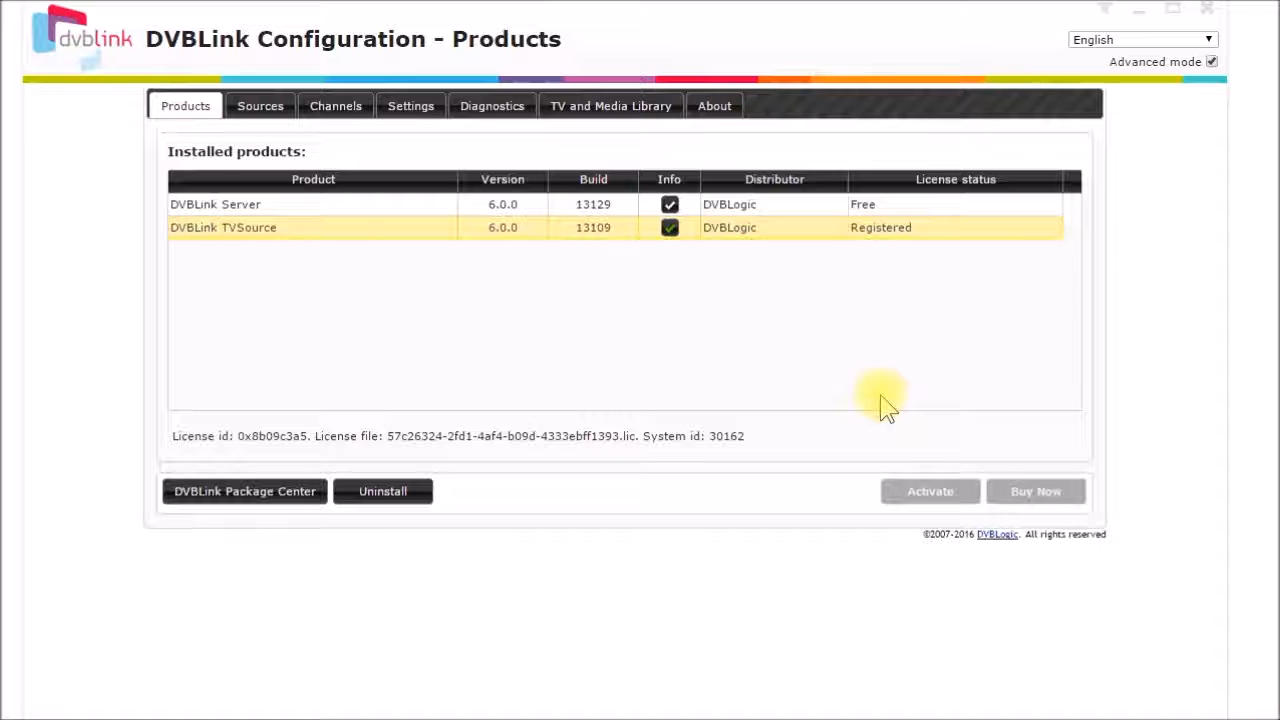 dvblink DVBLink Configuration - Products
English
Advanced mode
Products Sources Channels Settings Diagnostics TV and Media Library About
Installed products:
Product Version Build Info Distributor License status
DVBLink Server 6.0.0 13129 DVBLogic Free
DVBLink TVSource 6.0.0 13109 DVBLogic Registered
License id: 0x8b09c3a5. License file: 57c26324-2fd1-4af4-b09d-4333ebff1393.lic. System id: 30162
DVBLink Package Center Uninstall Activate Buy Now
©2007-2016 DVBLogic. All rights reserved